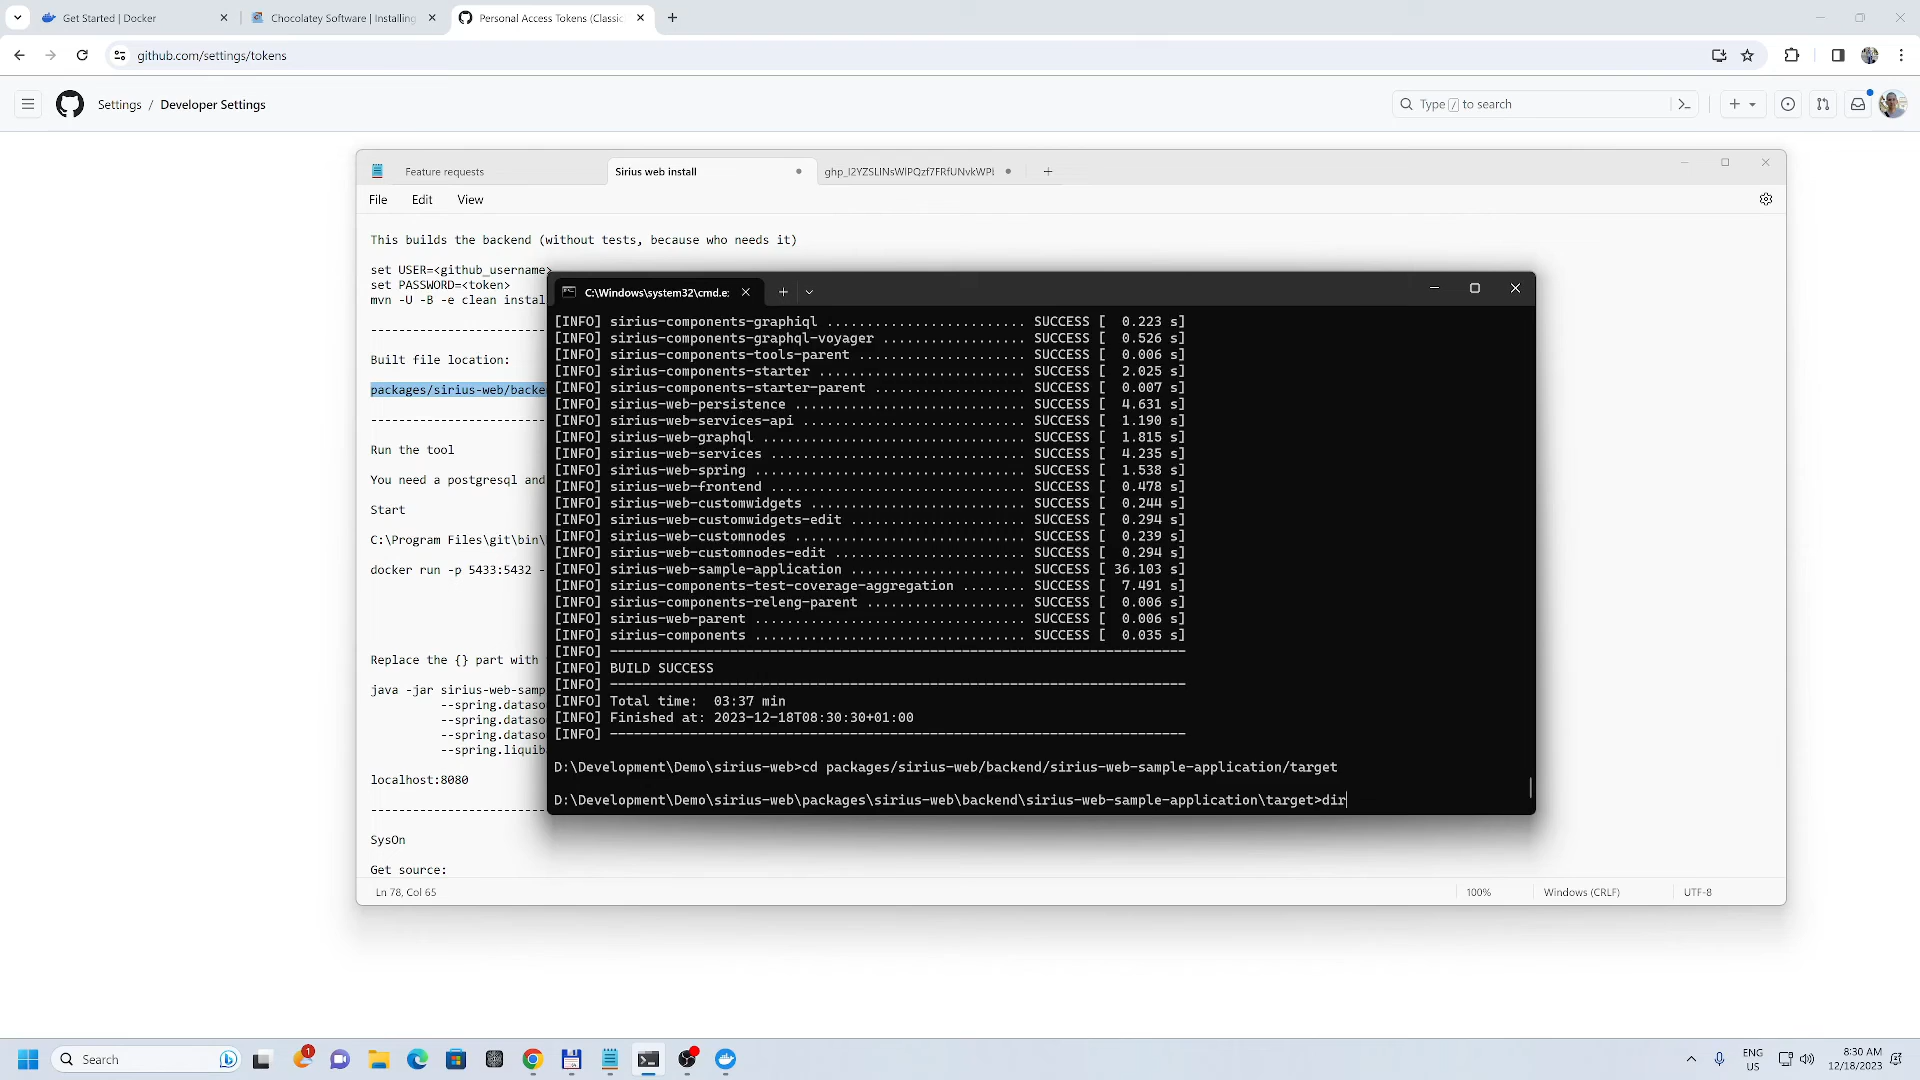 Get Started | Docker
Chocolatey Software | Installing
Personal Access Tokens (Classic
github.com/settings/tokens
Settings / Developer Settings
Type / to search
Feature requests
Sirius web install
File Edit View
This builds the backend (without tests, because who needs it)
set USER=<github_username>
set PASSWORD=<token>
mvn -U -B -e clean instal
Built file location:
packages/sirius-web/backe
Run the tool
You need a postgresql and
Start
C:\Program Files\git\bin\
docker run -p 5433:5432 -
Replace the {} part with
java -jar sirius-web-samp
--spring.dataso
--spring.dataso
--spring.dataso
--spring.liquiba
localhost:8080
SysOn
Get source:
Ln 78, Col 65
100%
Windows (CRLF)
UTF-8
C:\Windows\system32\cmd.e
[INFO] sirius-components-graphiql .......................... SUCCESS [  0.223 s]
[INFO] sirius-components-graphql-voyager ................... SUCCESS [  0.526 s]
[INFO] sirius-components-tools-parent ...................... SUCCESS [  0.006 s]
[INFO] sirius-components-starter ........................... SUCCESS [  2.025 s]
[INFO] sirius-components-starter-parent .................... SUCCESS [  0.007 s]
[INFO] sirius-web-persistence .............................. SUCCESS [  4.631 s]
[INFO] sirius-web-services-api ............................. SUCCESS [  1.190 s]
[INFO] sirius-web-graphql .................................. SUCCESS [  1.815 s]
[INFO] sirius-web-services ................................. SUCCESS [  4.235 s]
[INFO] sirius-web-spring ................................... SUCCESS [  1.538 s]
[INFO] sirius-web-frontend ................................. SUCCESS [  0.478 s]
[INFO] sirius-web-customwidgets ............................ SUCCESS [  0.244 s]
[INFO] sirius-web-customwidgets-edit ....................... SUCCESS [  0.294 s]
[INFO] sirius-web-customnodes .............................. SUCCESS [  0.239 s]
[INFO] sirius-web-customnodes-edit ......................... SUCCESS [  0.294 s]
[INFO] sirius-web-sample-application ....................... SUCCESS [ 36.103 s]
[INFO] sirius-components-test-coverage-aggregation ........ SUCCESS [  7.491 s]
[INFO] sirius-components-releng-parent ..................... SUCCESS [  0.006 s]
[INFO] sirius-web-parent ................................... SUCCESS [  0.006 s]
[INFO] sirius-components ................................... SUCCESS [  0.035 s]
[INFO] ------------------------------------------------------------------------
[INFO] BUILD SUCCESS
[INFO] ------------------------------------------------------------------------
[INFO] Total time:  03:37 min
[INFO] Finished at: 2023-12-18T08:30:30+01:00
[INFO] ------------------------------------------------------------------------
D:\Development\Demo\sirius-web>cd packages/sirius-web/backend/sirius-web-sample-application/target
D:\Development\Demo\sirius-web\packages\sirius-web\backend\sirius-web-sample-application\target>dir
Search
1
ENG
US
8:30 AM
12/18/2023